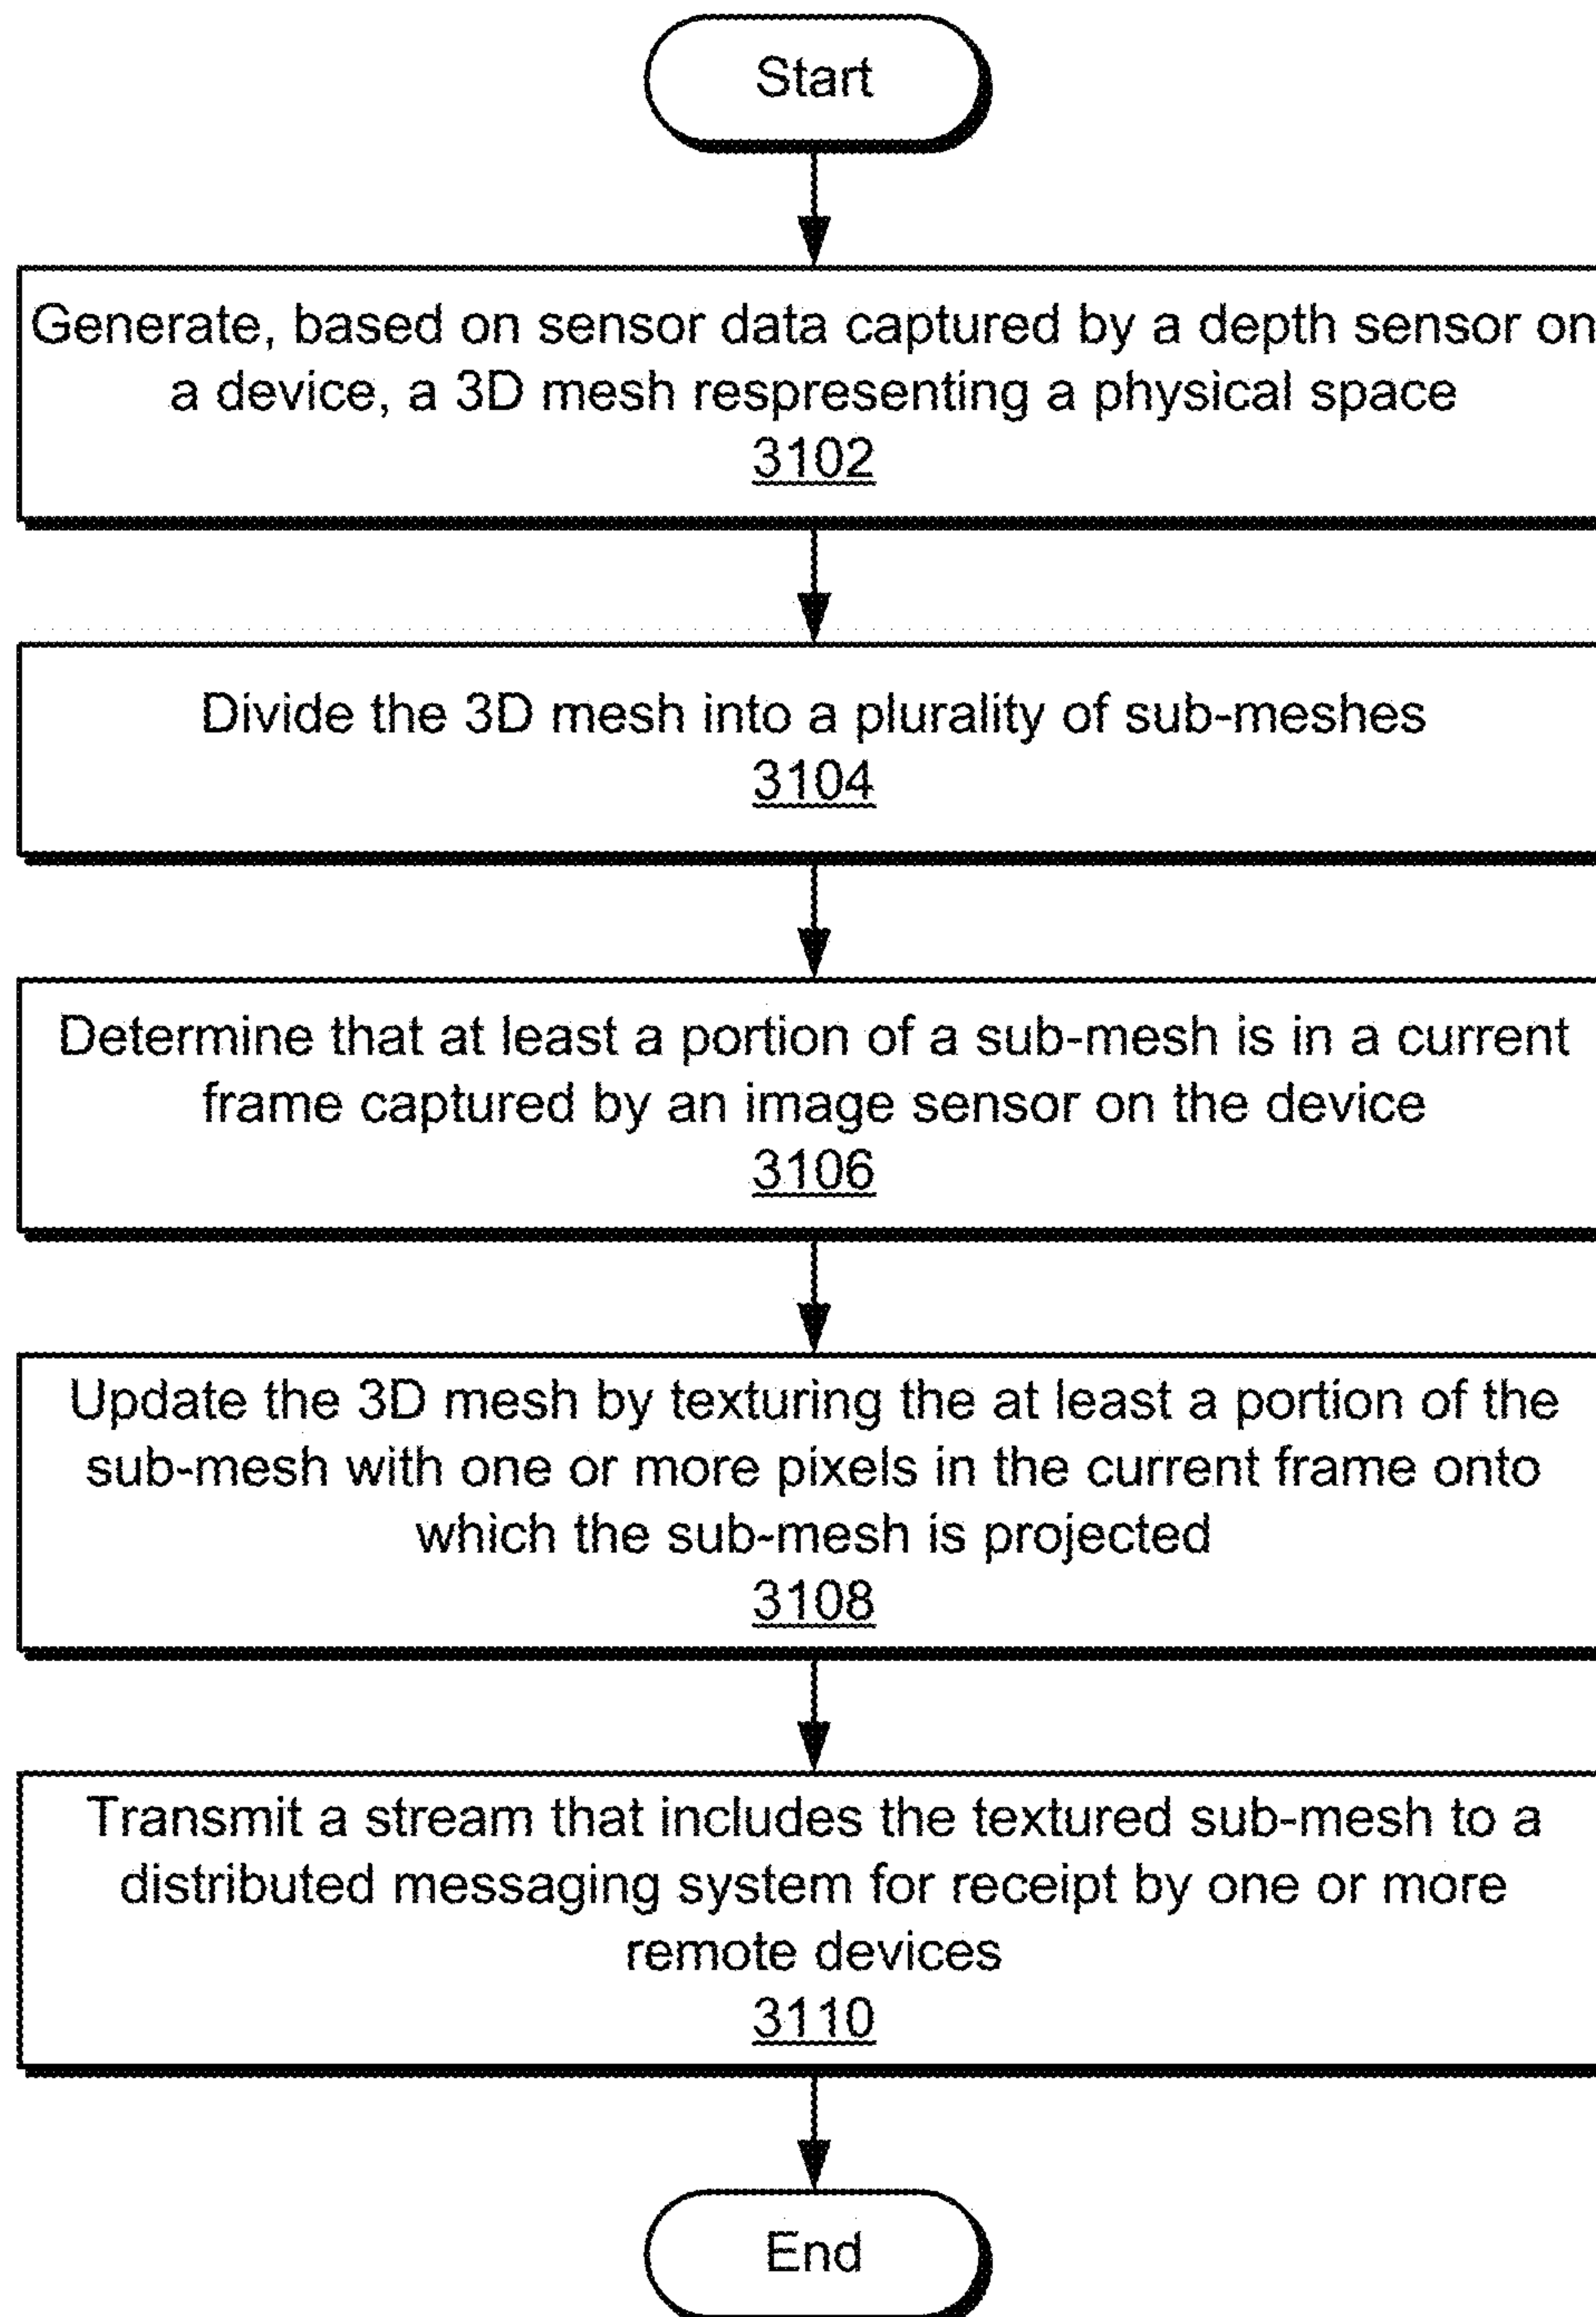 Start
Generate, based on sensor data captured by a depth sensor on
a device, a 3D mesh respresenting a physical space
3102
Divide the 3D mesh into a plurality of sub-meshes
3104
Determine that at least a portion of a sub-mesh is in a current
frame captured by an image sensor on the device
3106
Update the 3D mesh by texturing the at least a portion of the
sub-mesh with one or more pixels in the current frame onto
which the sub-mesh is projected
3108
Transmit a stream that includes the textured sub-mesh to a
distributed messaging system for receipt by one or more
remote devices
3110
End